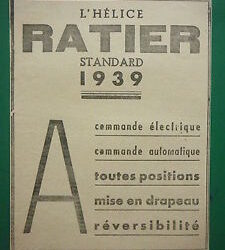 L'HÉLICE
RATIER
STANDARD
1939
A
commande électrique
commande automatique
toutes positions
mise en drapeau
réversibilité